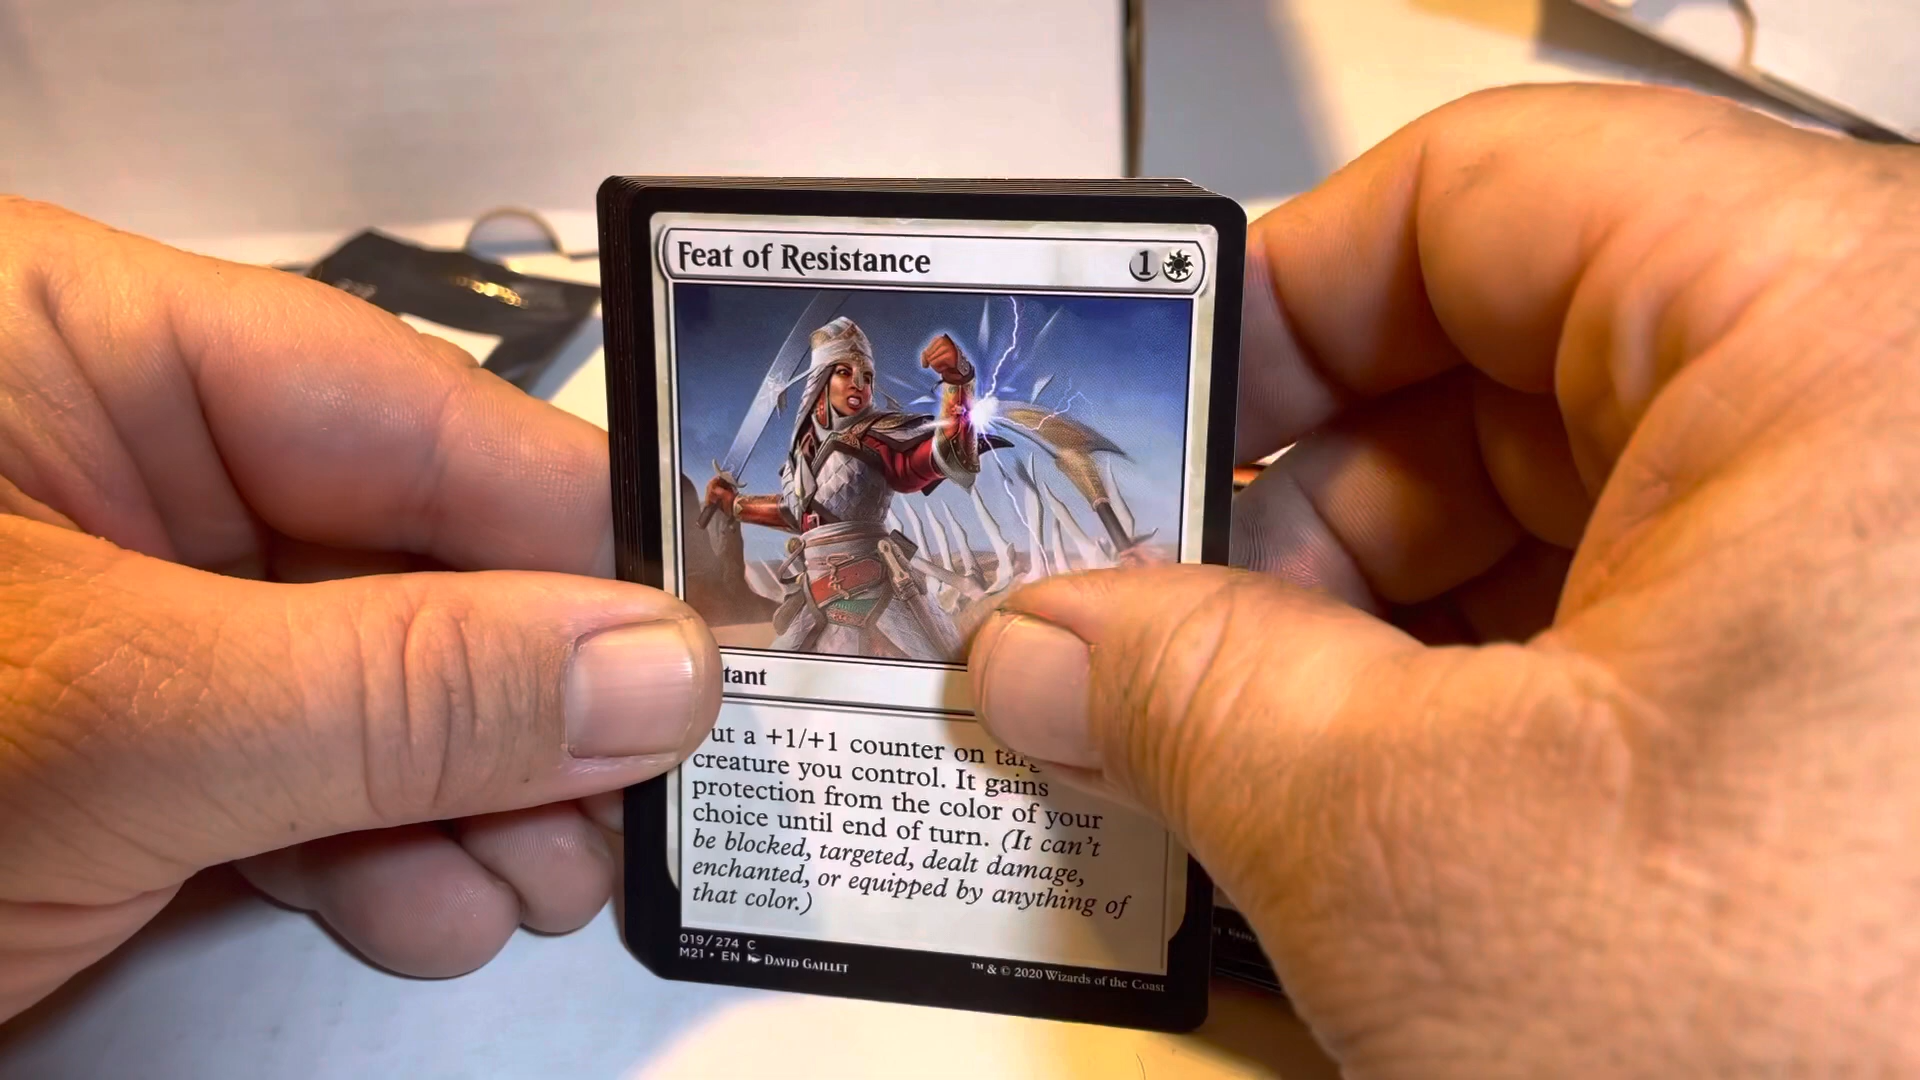 Feat of Resistance 1
tant
ut a +1/+1 counter on
creature you control. It gains
protection from the color of your
choice until end of turn. (It can't
be blocked, targeted, dealt damage,
enchanted, or equipped by anything of
that color.)
019/274 C
M21 • EN DAVID GAILLET
™ & © 2020 Wizards of the Coast